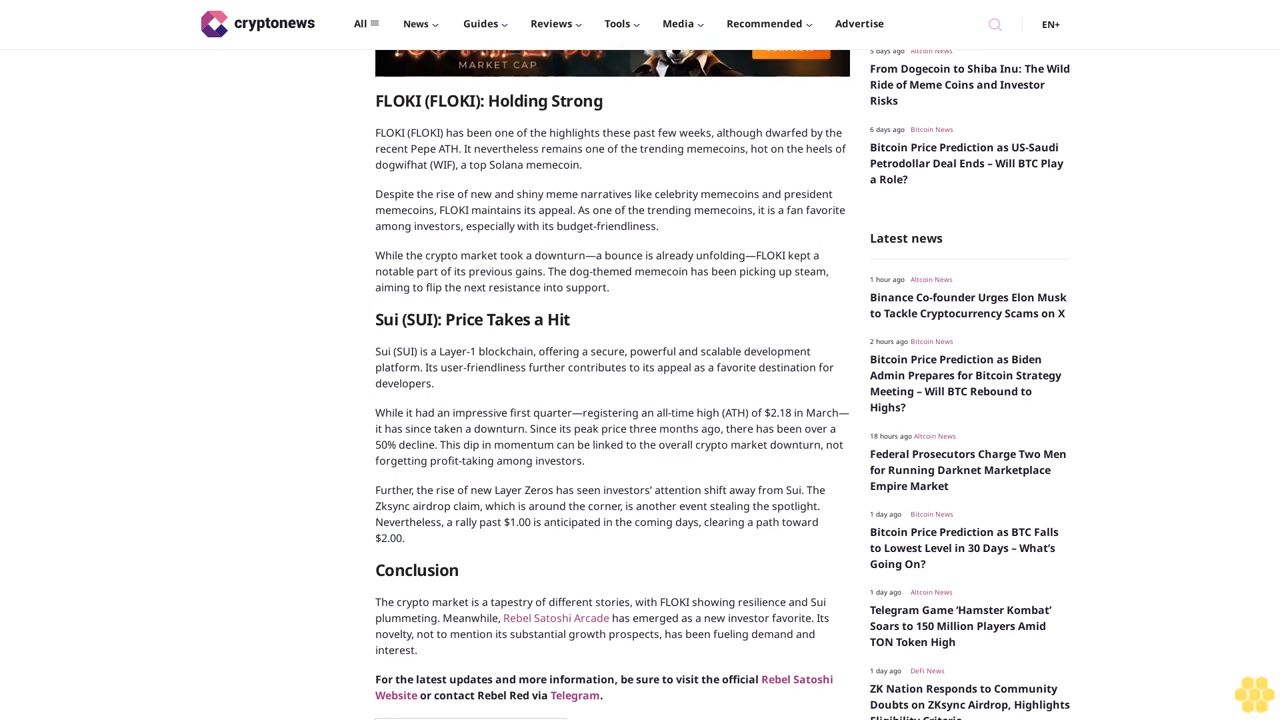 cryptonews
All
News
Guides
Reviews
Tools
Media
Recommended
Advertise
EN+
MARKET CAP
FLOKI (FLOKI): Holding Strong
FLOKI (FLOKI) has been one of the highlights these past few weeks, although dwarfed by the
recent Pepe ATH. It nevertheless remains one of the trending memecoins, hot on the heels of
dogwifhat (WIF), a top Solana memecoin.
Despite the rise of new and shiny meme narratives like celebrity memecoins and president
memecoins, FLOKI maintains its appeal. As one of the trending memecoins, it is a fan favorite
among investors, especially with its budget-friendliness.
While the crypto market took a downturn—a bounce is already unfolding—FLOKI kept a
notable part of its previous gains. The dog-themed memecoin has been picking up steam,
aiming to flip the next resistance into support.
Sui (SUI): Price Takes a Hit
Sui (SUI) is a Layer-1 blockchain, offering a secure, powerful and scalable development
platform. Its user-friendliness further contributes to its appeal as a favorite destination for
developers.
While it had an impressive first quarter—registering an all-time high (ATH) of $2.18 in March—
it has since taken a downturn. Since its peak price three months ago, there has been over a
50% decline. This dip in momentum can be linked to the overall crypto market downturn, not
forgetting profit-taking among investors.
Further, the rise of new Layer Zeros has seen investors’ attention shift away from Sui. The
Zksync airdrop claim, which is around the corner, is another event stealing the spotlight.
Nevertheless, a rally past $1.00 is anticipated in the coming days, clearing a path toward
$2.00.
Conclusion
The crypto market is a tapestry of different stories, with FLOKI showing resilience and Sui
plummeting. Meanwhile, Rebel Satoshi Arcade has emerged as a new investor favorite. Its
novelty, not to mention its substantial growth prospects, has been fueling demand and
interest.
For the latest updates and more information, be sure to visit the official Rebel Satoshi
Website or contact Rebel Red via Telegram.
5 days ago Altcoin News
From Dogecoin to Shiba Inu: The Wild
Ride of Meme Coins and Investor
Risks
6 days ago Bitcoin News
Bitcoin Price Prediction as US-Saudi
Petrodollar Deal Ends – Will BTC Play
a Role?
Latest news
1 hour ago Altcoin News
Binance Co-founder Urges Elon Musk
to Tackle Cryptocurrency Scams on X
2 hours ago Bitcoin News
Bitcoin Price Prediction as Biden
Admin Prepares for Bitcoin Strategy
Meeting – Will BTC Rebound to
Highs?
18 hours ago Altcoin News
Federal Prosecutors Charge Two Men
for Running Darknet Marketplace
Empire Market
1 day ago Bitcoin News
Bitcoin Price Prediction as BTC Falls
to Lowest Level in 30 Days – What’s
Going On?
1 day ago Altcoin News
Telegram Game ‘Hamster Kombat’
Soars to 150 Million Players Amid
TON Token High
1 day ago DeFi News
ZK Nation Responds to Community
Doubts on ZKsync Airdrop, Highlights
Eligibility Criteria